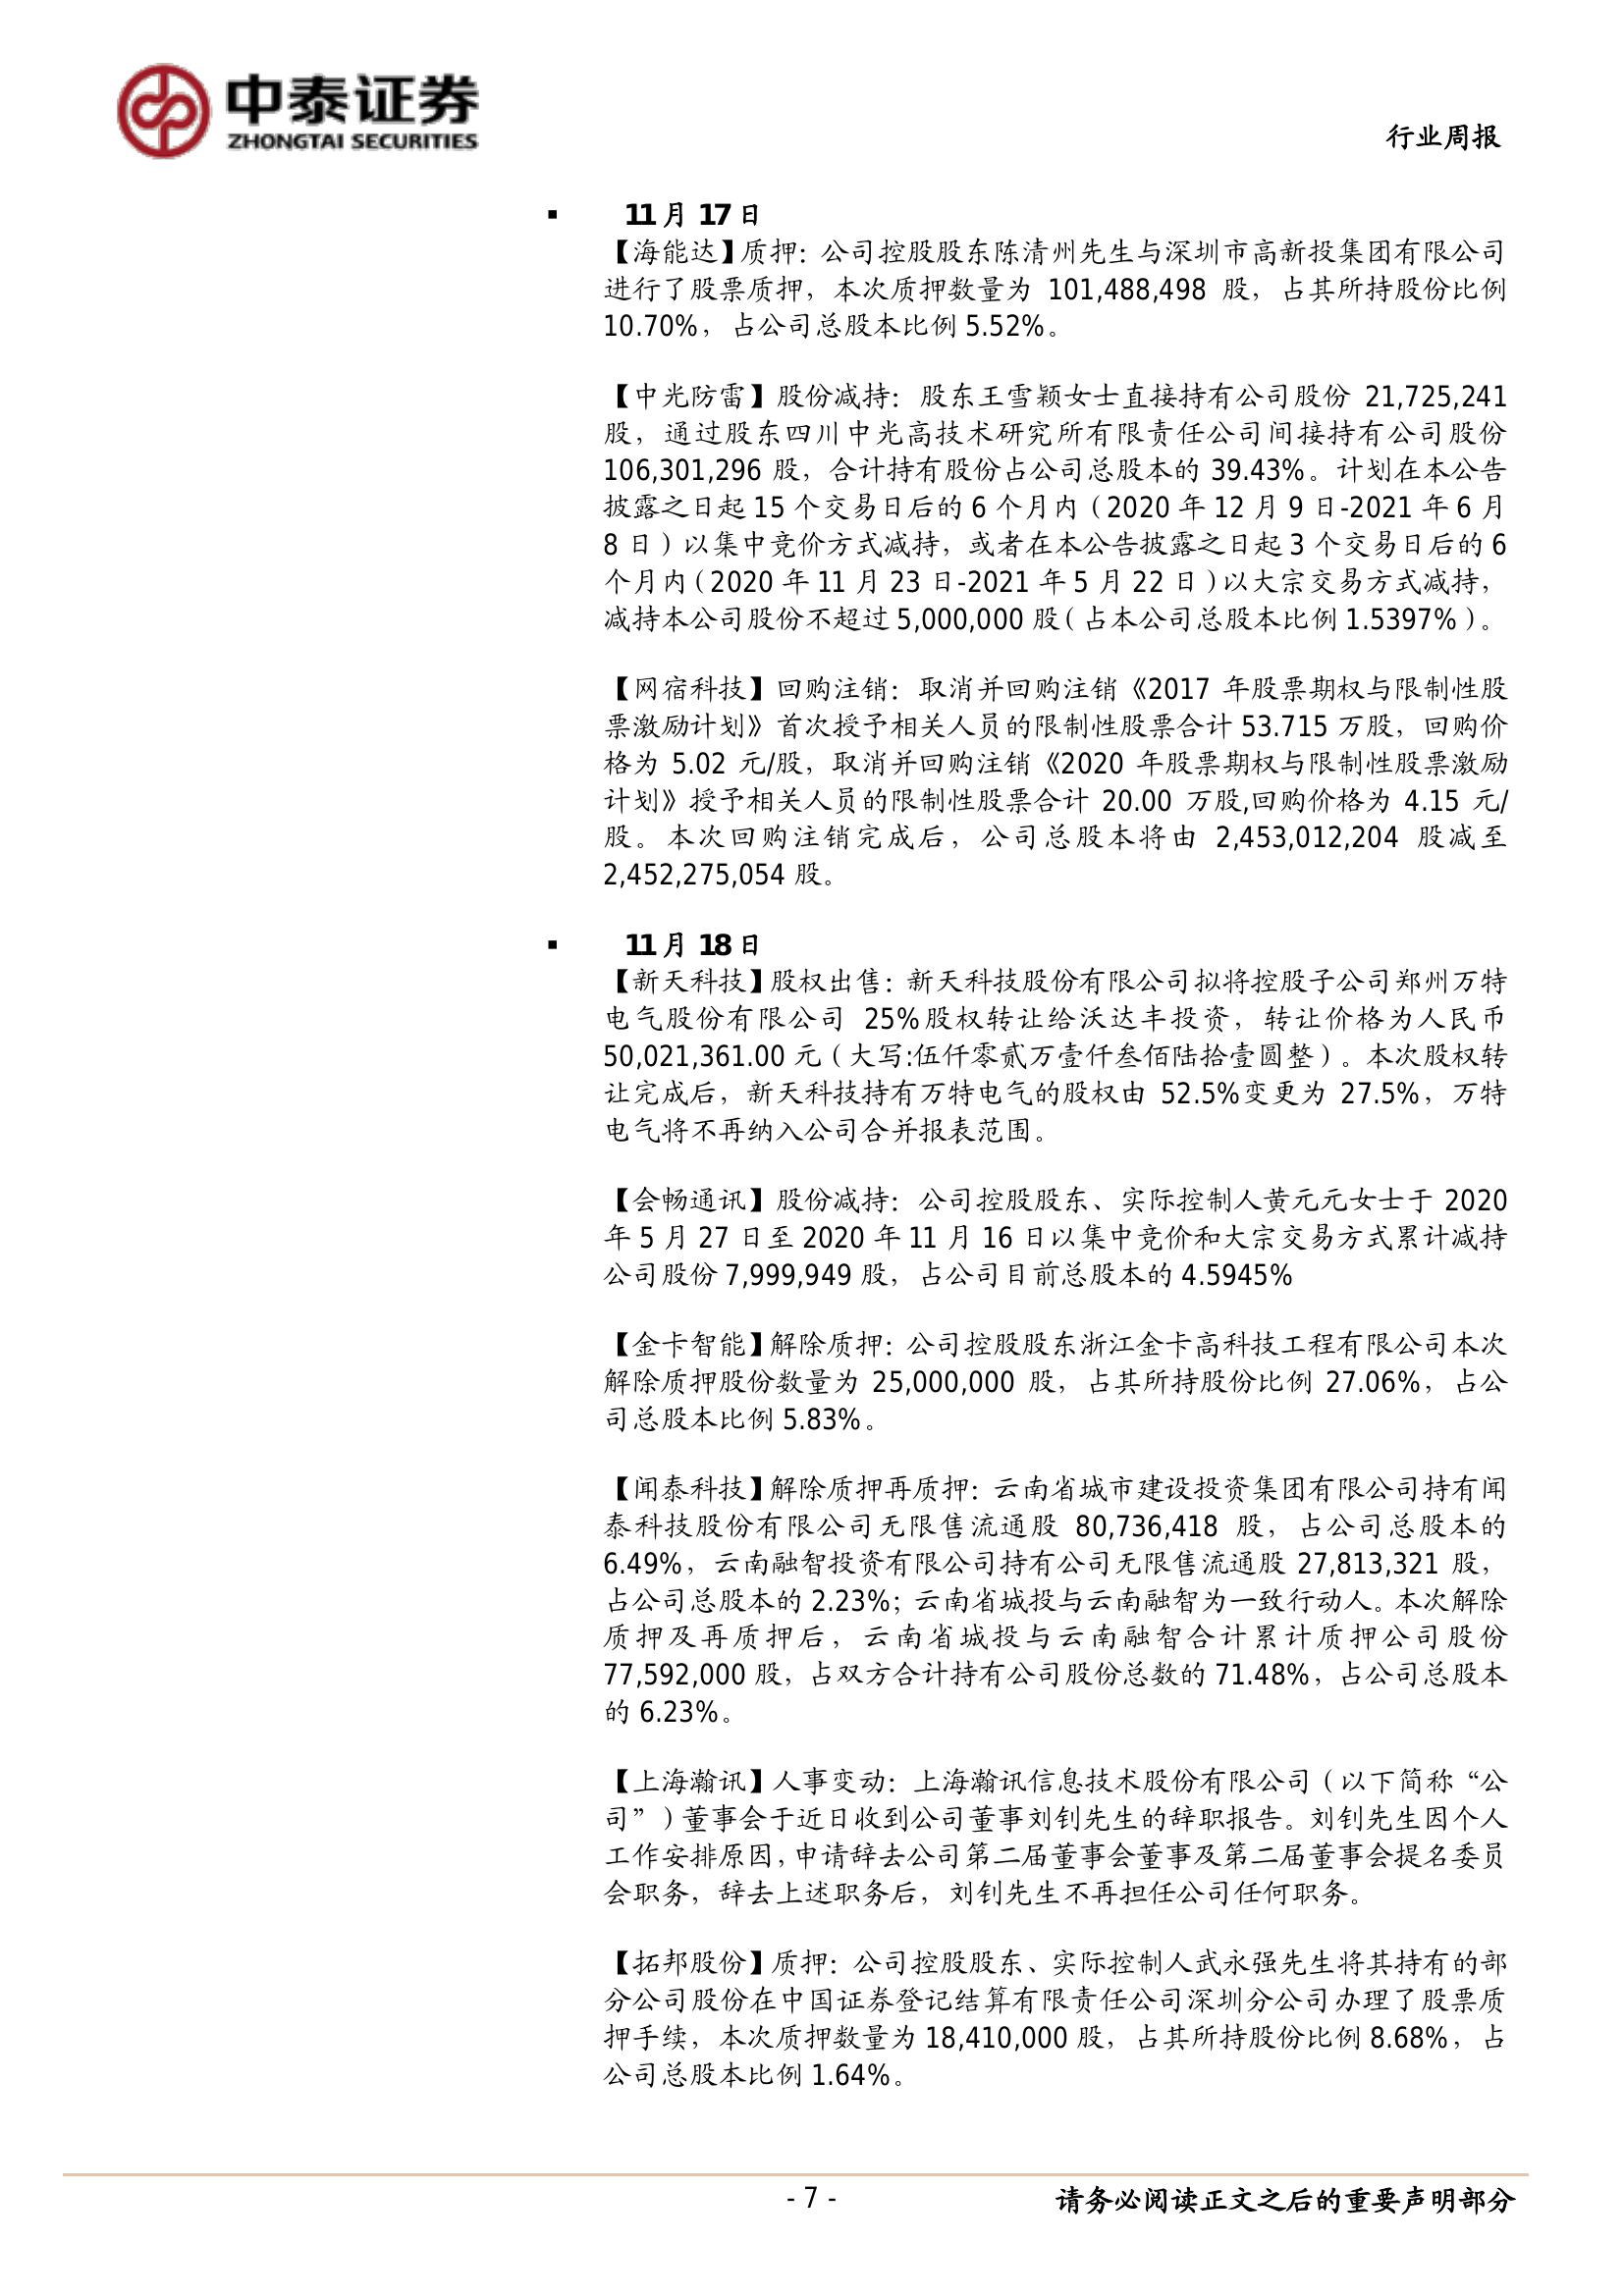 中泰证券
ZHONGTAI SECURITIES
行业周报
▪ 11 月 17 日
【海能达】质押：公司控股股东陈清州先生与深圳市高新投集团有限公司
进行了股票质押，本次质押数量为 101,488,498 股，占其所持股份比例
10.70%，占公司总股本比例 5.52%。
【中光防雷】股份减持：股东王雪颖女士直接持有公司股份 21,725,241
股，通过股东四川中光高技术研究所有限责任公司间接持有公司股份
106,301,296 股，合计持有股份占公司总股本的 39.43%。计划在本公告
披露之日起 15 个交易日后的 6 个月内（2020 年 12 月 9 日-2021 年 6 月
8 日）以集中竞价方式减持，或者在本公告披露之日起 3 个交易日后的 6
个月内（2020 年 11 月 23 日-2021 年 5 月 22 日）以大宗交易方式减持，
减持本公司股份不超过 5,000,000 股（占本公司总股本比例 1.5397%）。
【网宿科技】回购注销：取消并回购注销《2017 年股票期权与限制性股
票激励计划》首次授予相关人员的限制性股票合计 53.715 万股，回购价
格为 5.02 元/股，取消并回购注销《2020 年股票期权与限制性股票激励
计划》授予相关人员的限制性股票合计 20.00 万股,回购价格为 4.15 元/
股。本次回购注销完成后，公司总股本将由 2,453,012,204 股减至
2,452,275,054 股。
▪ 11 月 18 日
【新天科技】股权出售：新天科技股份有限公司拟将控股子公司郑州万特
电气股份有限公司 25%股权转让给沃达丰投资，转让价格为人民币
50,021,361.00 元（大写:伍仟零贰万壹仟叁佰陆拾壹圆整）。本次股权转
让完成后，新天科技持有万特电气的股权由 52.5%变更为 27.5%，万特
电气将不再纳入公司合并报表范围。
【会畅通讯】股份减持：公司控股股东、实际控制人黄元元女士于 2020
年 5 月 27 日至 2020 年 11 月 16 日以集中竞价和大宗交易方式累计减持
公司股份 7,999,949 股，占公司目前总股本的 4.5945%
【金卡智能】解除质押：公司控股股东浙江金卡高科技工程有限公司本次
解除质押股份数量为 25,000,000 股，占其所持股份比例 27.06%，占公
司总股本比例 5.83%。
【闻泰科技】解除质押再质押：云南省城市建设投资集团有限公司持有闻
泰科技股份有限公司无限售流通股 80,736,418 股，占公司总股本的
6.49%，云南融智投资有限公司持有公司无限售流通股 27,813,321 股，
占公司总股本的 2.23%；云南省城投与云南融智为一致行动人。本次解除
质押及再质押后，云南省城投与云南融智合计累计质押公司股份
77,592,000 股，占双方合计持有公司股份总数的 71.48%，占公司总股本
的 6.23%。
【上海瀚讯】人事变动：上海瀚讯信息技术股份有限公司（以下简称“公
司”）董事会于近日收到公司董事刘钊先生的辞职报告。刘钊先生因个人
工作安排原因，申请辞去公司第二届董事会董事及第二届董事会提名委员
会职务，辞去上述职务后，刘钊先生不再担任公司任何职务。
【拓邦股份】质押：公司控股股东、实际控制人武永强先生将其持有的部
分公司股份在中国证券登记结算有限责任公司深圳分公司办理了股票质
押手续，本次质押数量为 18,410,000 股，占其所持股份比例 8.68%，占
公司总股本比例 1.64%。
- 7 -
请务必阅读正文之后的重要声明部分